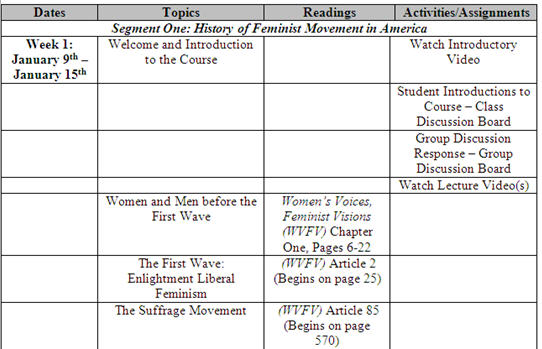 Dates Topics Readings Activities/Assignments
Segment One: History of Feminist Movement in America
Week 1:
January 9th –
January 15th
Welcome and Introduction
to the Course
Watch Introductory
Video
Student Introductions to
Course – Class
Discussion Board
Group Discussion
Response – Group
Discussion Board
Watch Lecture Video(s)
Women and Men before the
First Wave
Women's Voices,
Feminist Visions
(WVFV) Chapter
One, Pages 6-22
The First Wave:
Enlightment Liberal
Feminism
(WVFV) Article 2
(Begins on page 25)
The Suffrage Movement
(WVFV) Article 85
(Begins on page
570)